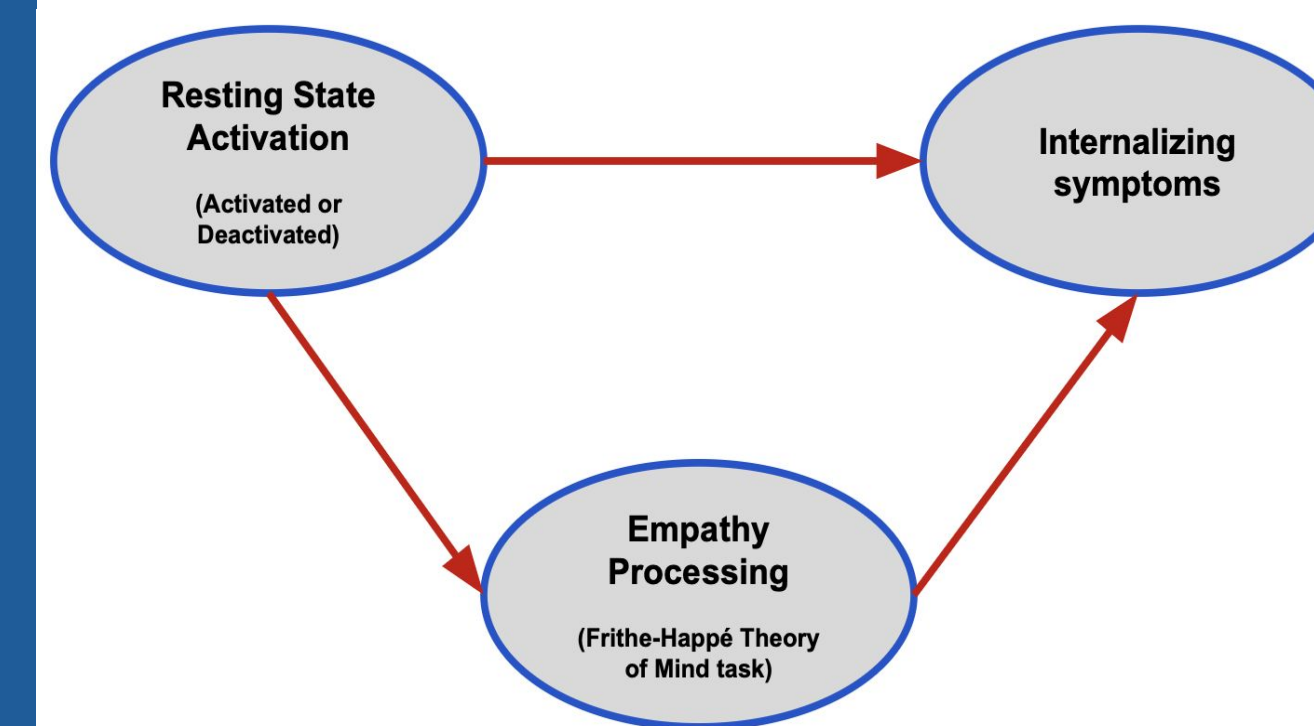 Resting State
Activation
(Activated or
Deactivated)
Internalizing
symptoms
Empathy
Processing
(Frithe-Happé Theory
of Mind task)